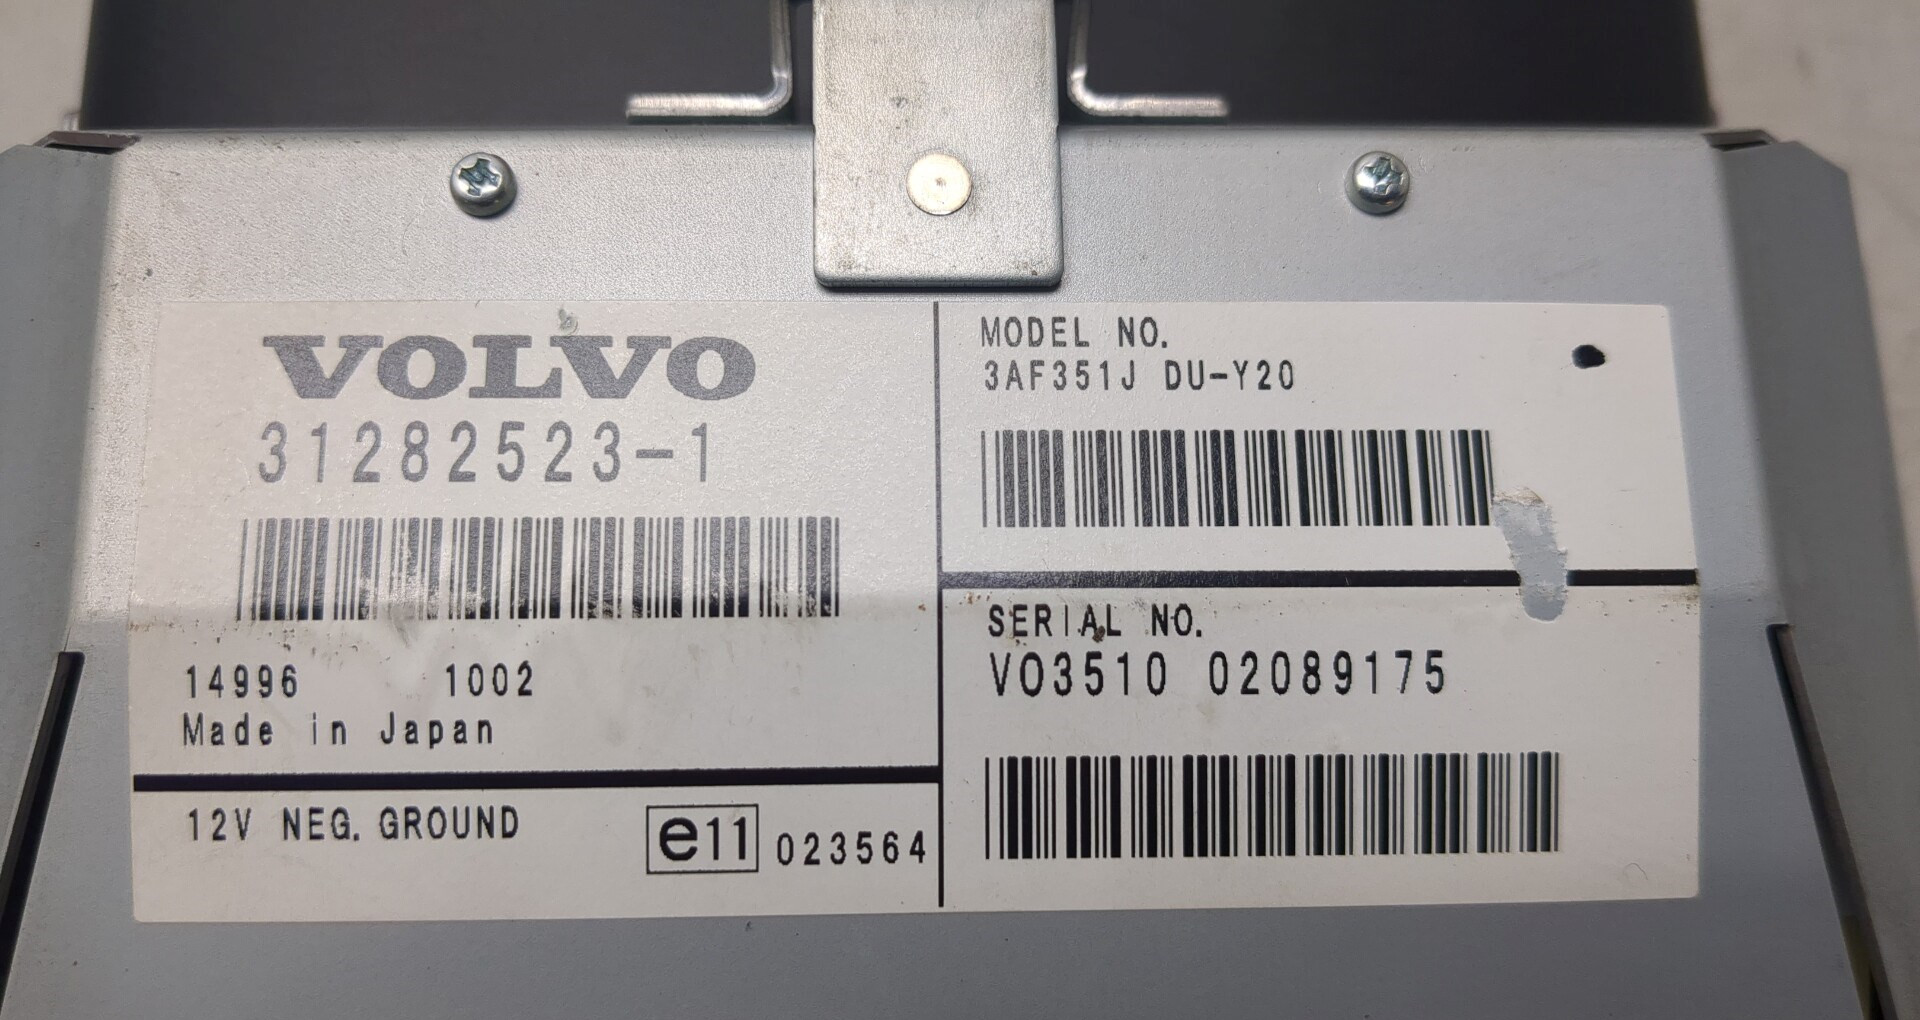 VOLVO
31282523-1
14996 1002
Made in Japan
12V NEG. GROUND
e11 023564
MODEL NO.
3AF351J DU-Y20
SERIAL NO.
VO3510 02089175